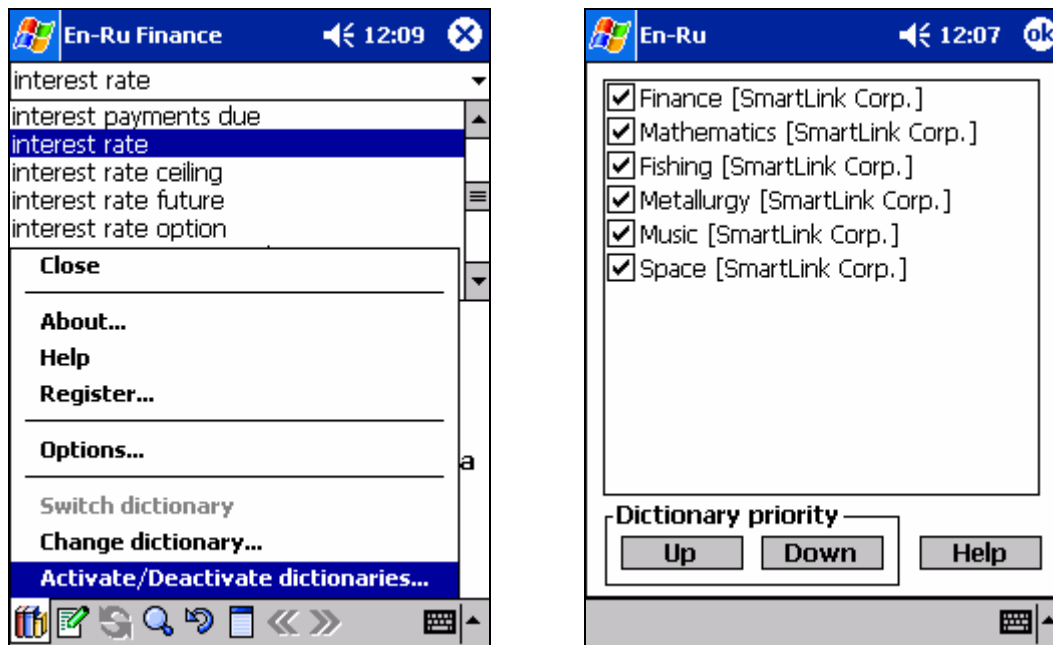 En-Ru Finance 12:09
interest rate
interest payments due
interest rate
interest rate ceiling
interest rate future
interest rate option
Close
About...
Help
Register...
Options...
a
Switch dictionary
Change dictionary...
Activate/Deactivate dictionaries...
En-Ru 12:07 ok
Finance [SmartLink Corp.]
Mathematics [SmartLink Corp.]
Fishing [SmartLink Corp.]
Metallurgy [SmartLink Corp.]
Music [SmartLink Corp.]
Space [SmartLink Corp.]
Dictionary priority
Up Down Help